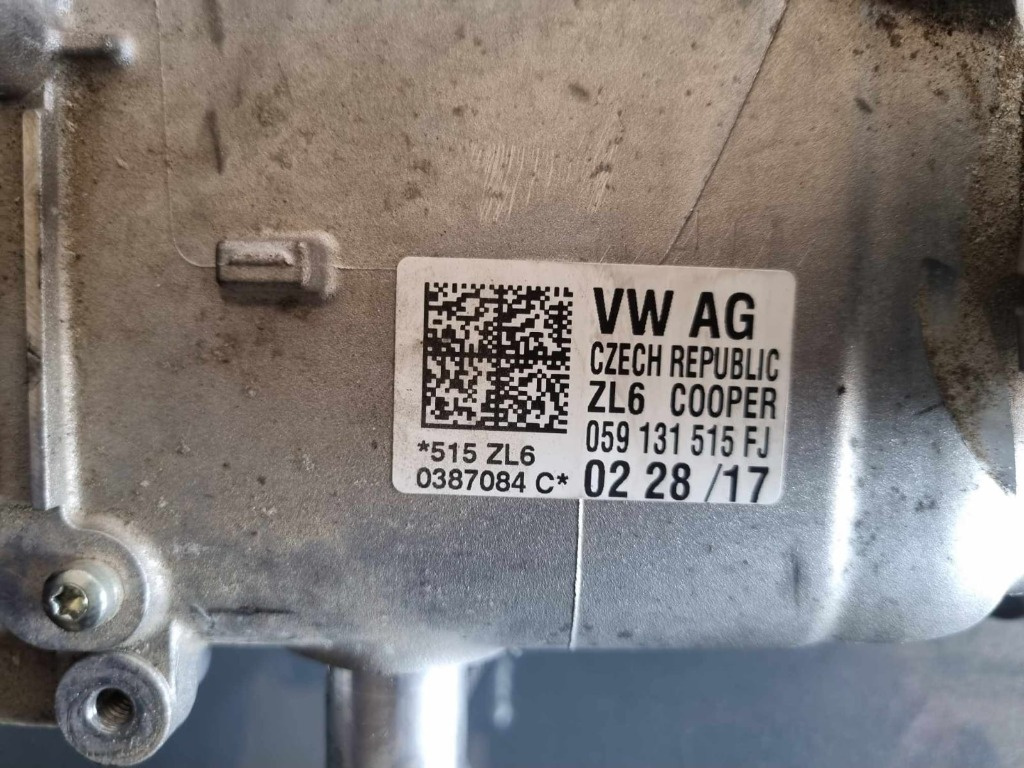 VW AG
CZECH REPUBLIC
ZL6 COOPER
059 131 515 FJ
02 28 /17
*515 ZL6
0387084 C*